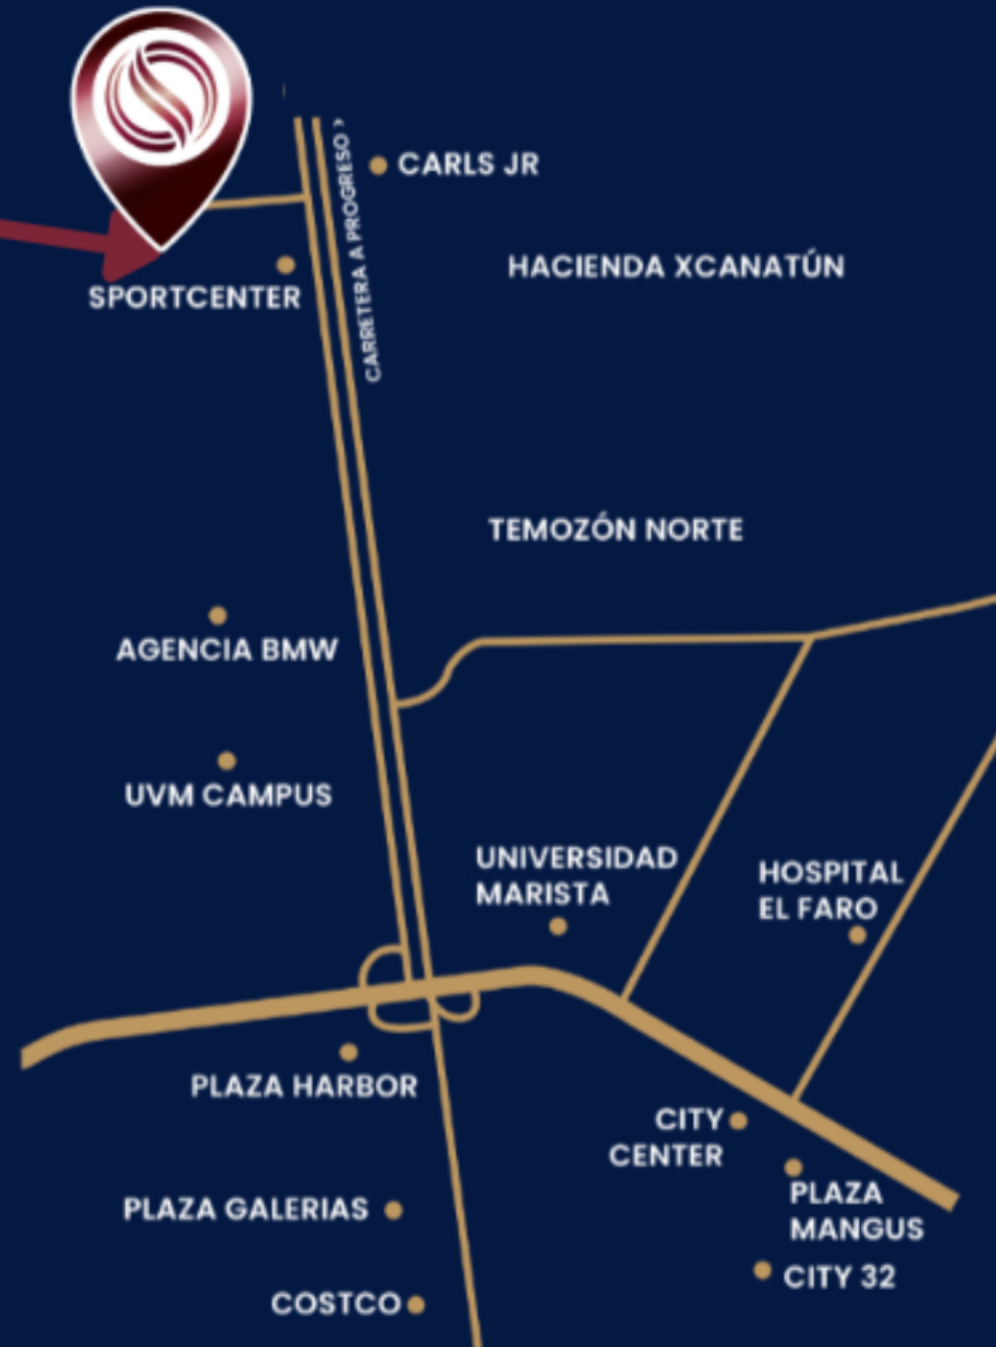 CARRETERA A PROGRESO >
CARLS JR
HACIENDA XCANATÚN
SPORTCENTER
TEMOZÓN NORTE
AGENCIA BMW
UVM CAMPUS
UNIVERSIDAD
MARISTA
HOSPITAL
EL FARO
PLAZA HARBOR
CITY
CENTER
PLAZA
MANGUS
PLAZA GALERIAS
CITY 32
COSTCO